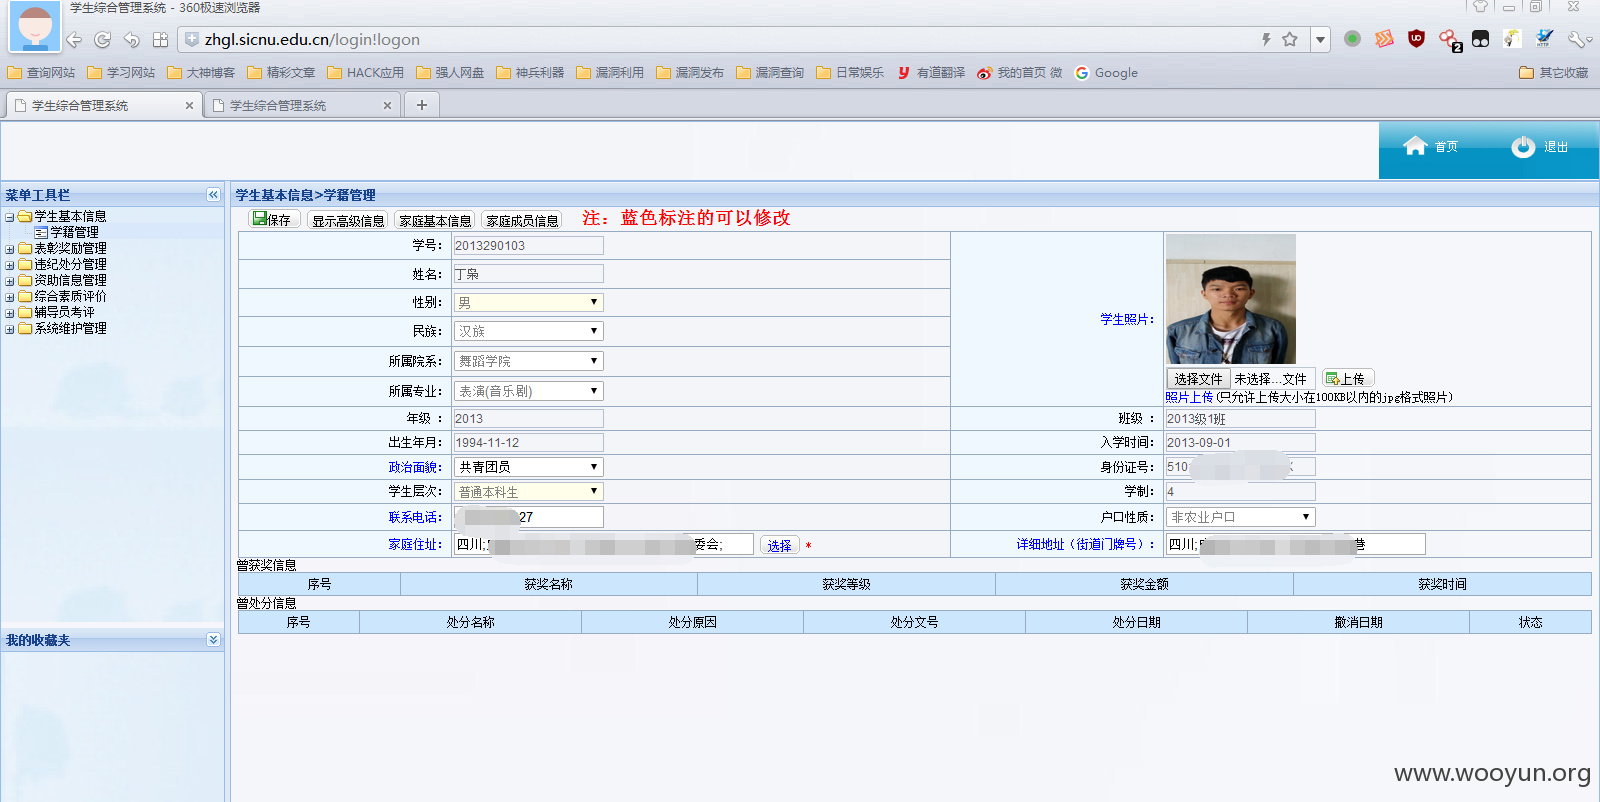 学生综合管理系统 - 360极速浏览器
zhgl.sicnu.edu.cn/login!logon
2
查询网站 学习网站 大神博客 精彩文章 HACK应用 强人网盘 神兵利器 漏洞利用 漏洞发布 漏洞查询 日常娱乐 有道翻译 我的首页 微 Google 其它收藏
学生综合管理系统 学生综合管理系统
首页 退出
菜单工具栏
学生基本信息
学籍管理
表彰奖励管理
违纪处分管理
资助信息管理
综合素质评价
辅导员考评
系统维护管理
我的收藏夹
学生基本信息>学籍管理
保存 显示高级信息 家庭基本信息 家庭成员信息 注：蓝色标注的可以修改
学号： 2013290103
姓名： 丁枭
性别： 男
民族： 汉族
所属院系： 舞蹈学院
所属专业： 表演(音乐剧)
学生照片：
选择文件 未选择...文件 上传
照片上传(只允许上传大小在100KB以内的jpg格式照片)
年级： 2013 班级： 2013级1班
出生年月： 1994-11-12 入学时间： 2013-09-01
政治面貌： 共青团员 身份证号： 510
学生层次： 普通本科生 学制： 4
联系电话： 27 户口性质： 非农业户口
家庭住址： 四川; 委会; 选择 * 详细地址（街道门牌号）： 四川;
曾获奖信息
序号 获奖名称 获奖等级 获奖金额 获奖时间
曾处分信息
序号 处分名称 处分原因 处分文号 处分日期 撤消日期 状态
www.wooyun.org